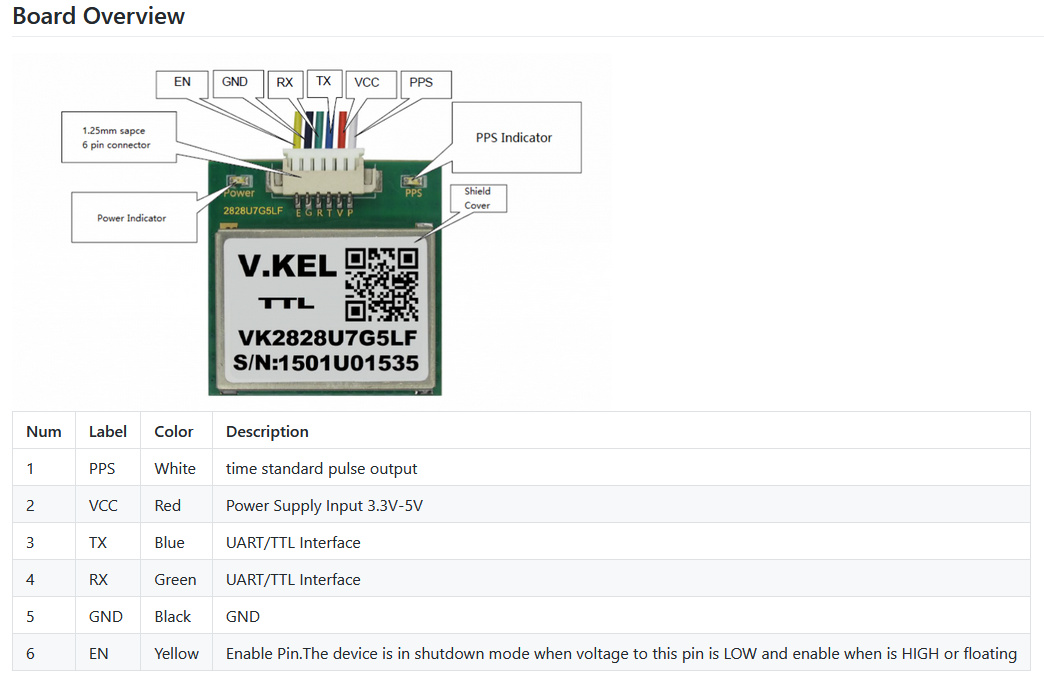 Board Overview
EN GND RX TX VCC PPS
1.25mm sapce
6 pin connector
PPS Indicator
Power PPS
Shield
Cover
2828U7G5LF E G R T V P
Power Indicator
V.KEL
TTL
VK2828U7G5LF
S/N:1501U01535
Num Label Color Description
1 PPS White time standard pulse output
2 VCC Red Power Supply Input 3.3V-5V
3 TX Blue UART/TTL Interface
4 RX Green UART/TTL Interface
5 GND Black GND
6 EN Yellow Enable Pin.The device is in shutdown mode when voltage to this pin is LOW and enable when is HIGH or floating